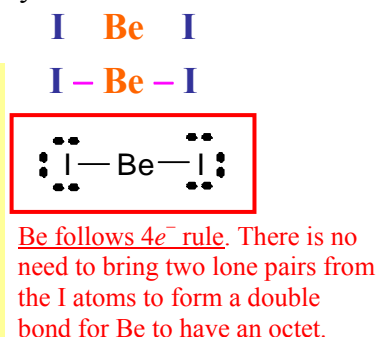 I Be I
I – Be – I
I — Be — I
Be follows 4e⁻ rule. There is no
need to bring two lone pairs from
the I atoms to form a double
bond for Be to have an octet.